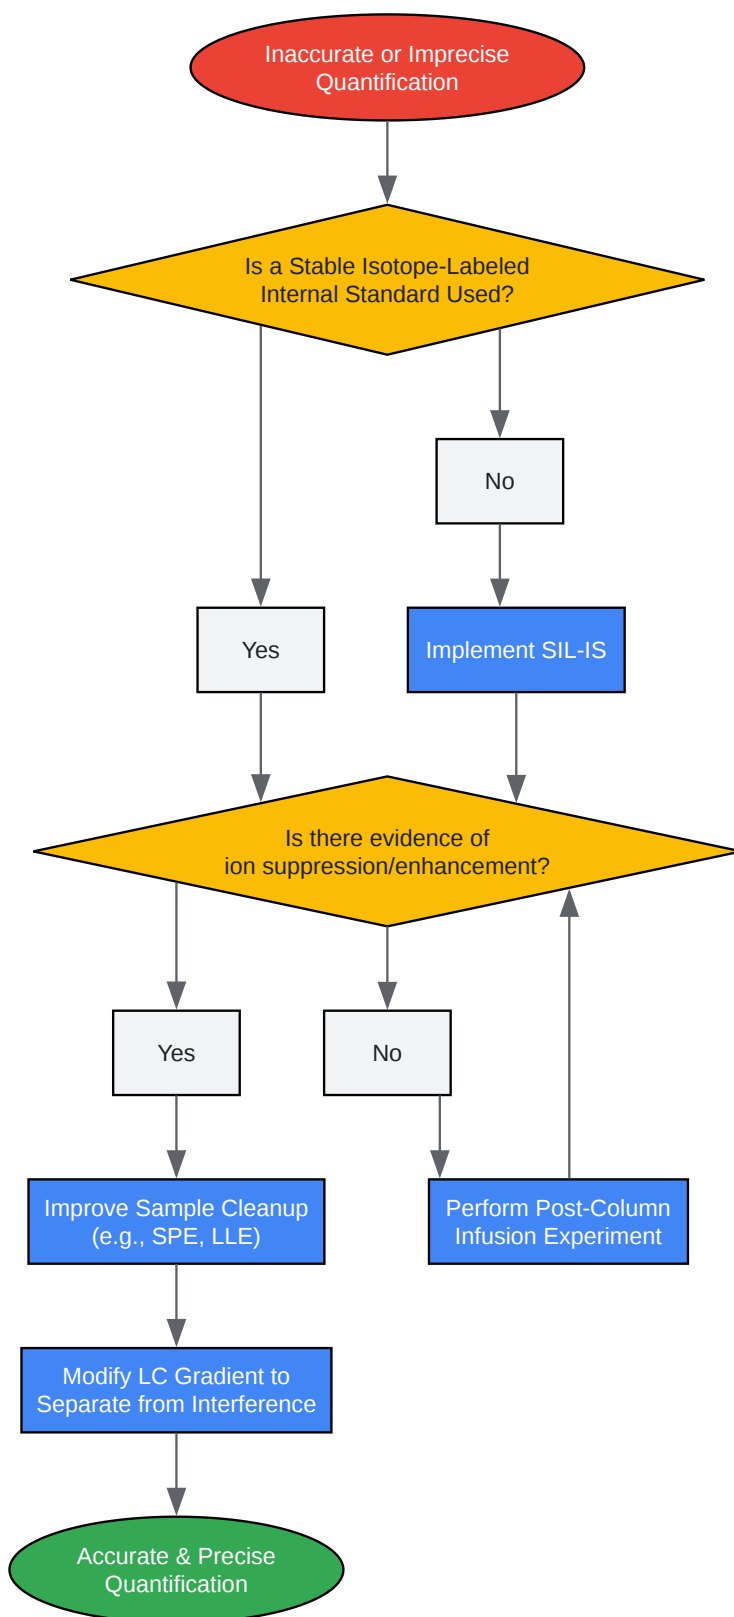 Inaccurate or Imprecise
Quantification
Is a Stable Isotope-Labeled
Internal Standard Used?
No
Yes
Implement SIL-IS
Is there evidence of
ion suppression/enhancement?
Yes
No
Improve Sample Cleanup
(e.g., SPE, LLE)
Perform Post-Column
Infusion Experiment
Modify LC Gradient to
Separate from Interference
Accurate & Precise
Quantification